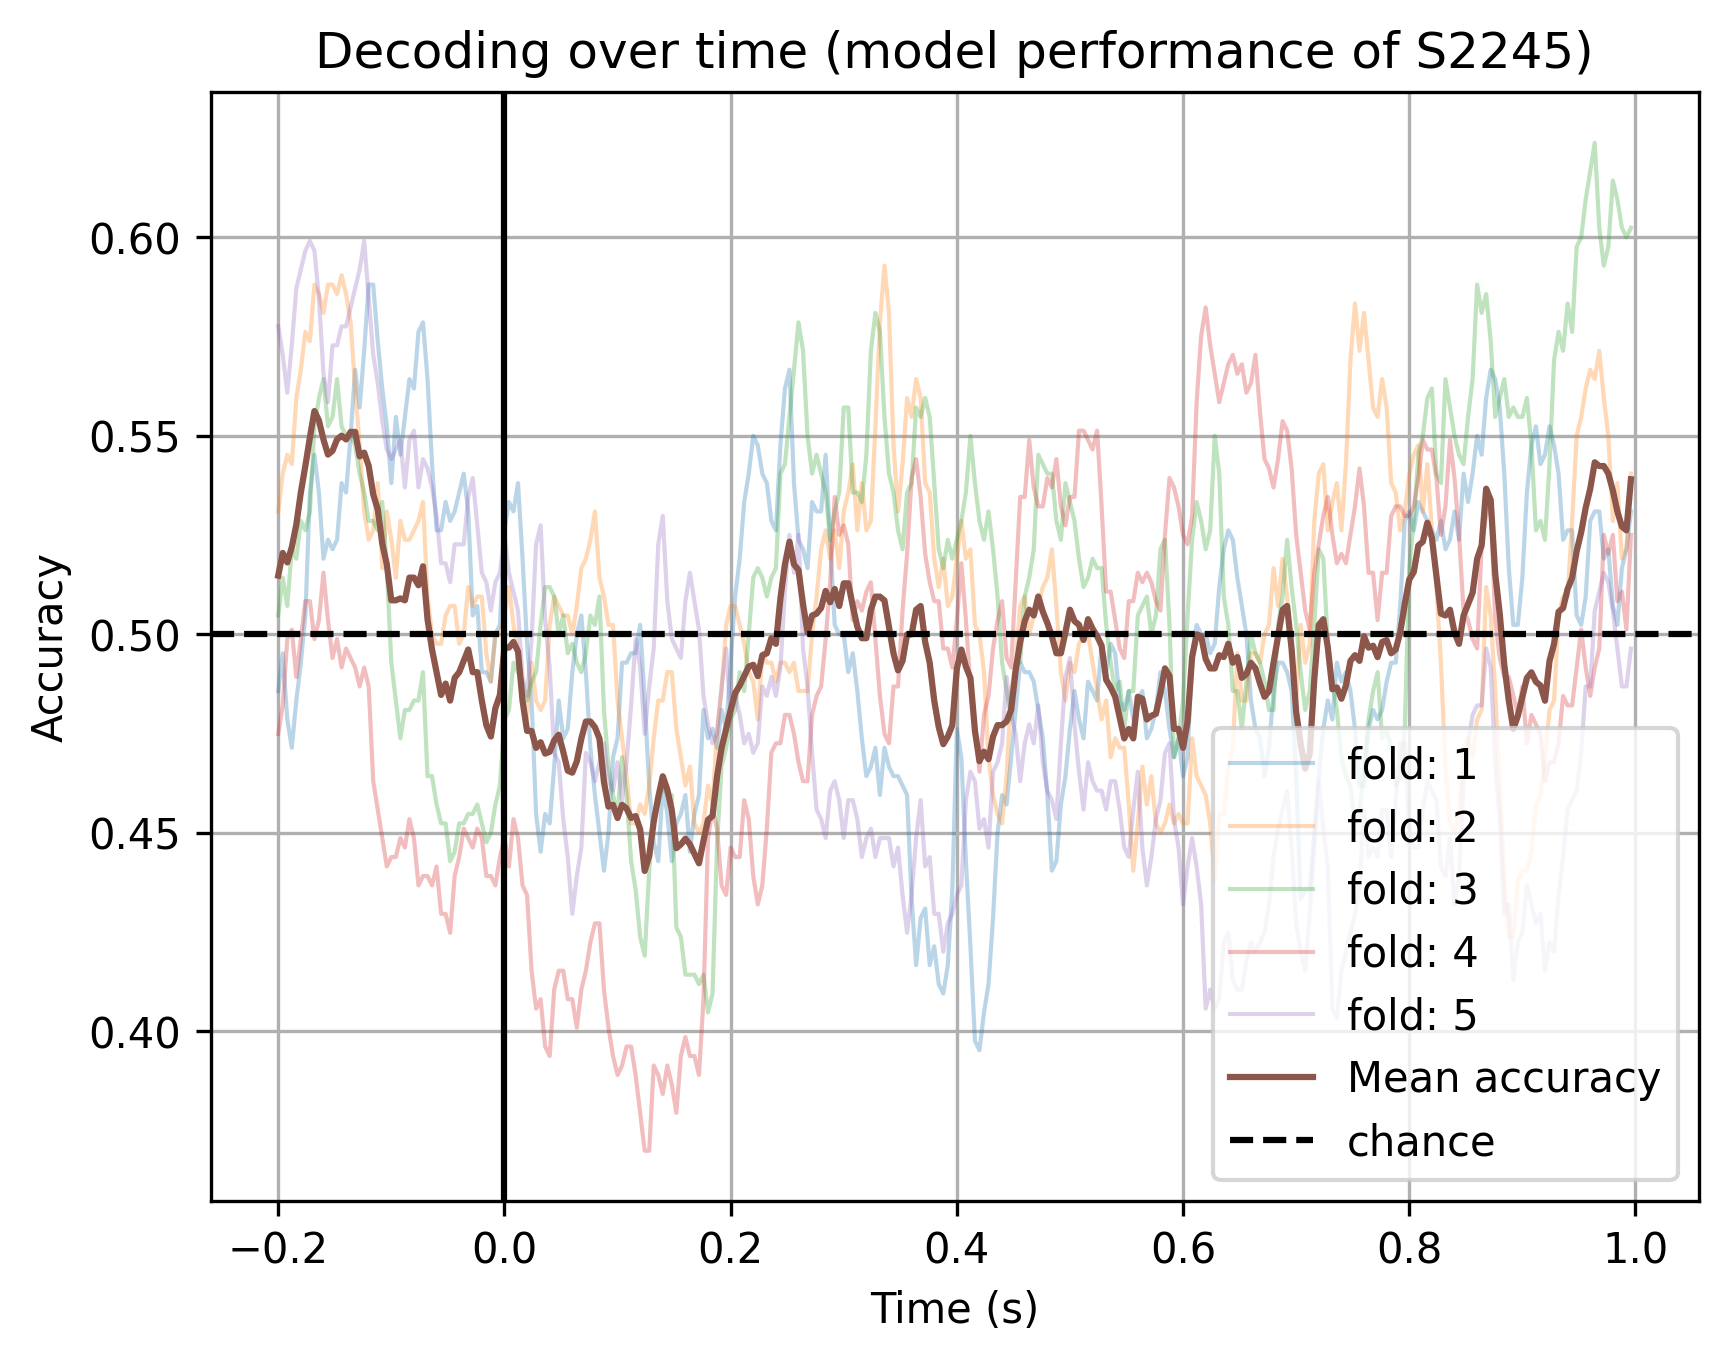 Decoding over time (model performance of S2245)
Accuracy
0.60
0.55
0.50
0.45
0.40
−0.2
0.0
0.2
0.4
0.6
0.8
1.0
Time (s)
fold: 1
fold: 2
fold: 3
fold: 4
fold: 5
Mean accuracy
chance